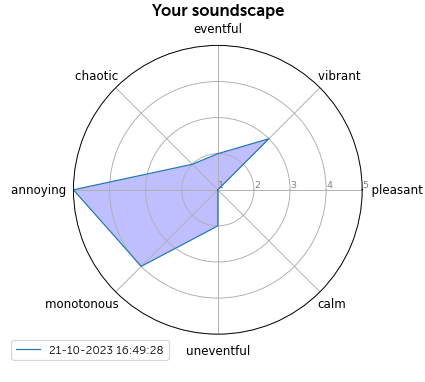 Your soundscape
eventful
chaotic
vibrant
annoying
1 2 3 4 5
pleasant
monotonous
calm
uneventful
21-10-2023 16:49:28